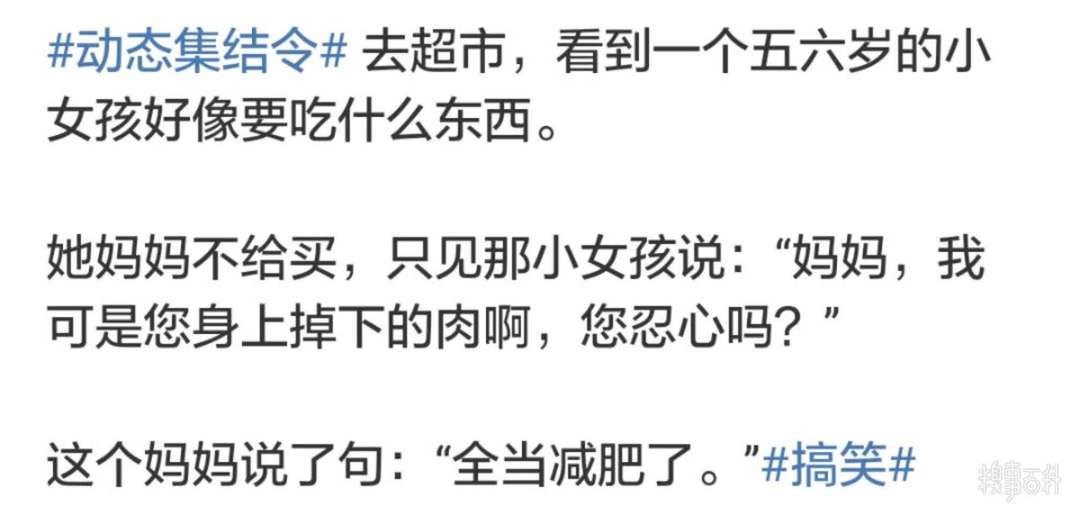 #动态集结令# 去超市，看到一个五六岁的小
女孩好像要吃什么东西。
她妈妈不给买，只见那小女孩说：“妈妈，我
可是您身上掉下的肉啊，您忍心吗？”
这个妈妈说了句：“全当减肥了。”#搞笑#
糗事百科